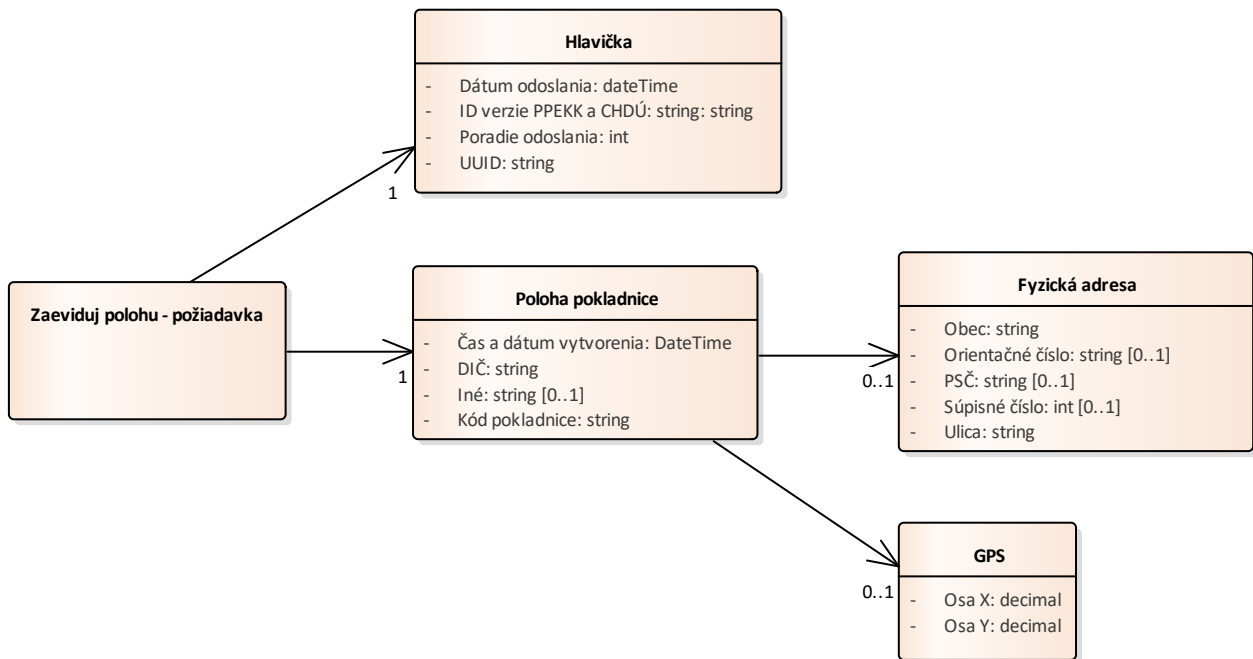 Hlavička
- Dátum odoslania: dateTime
- ID verzie PPEKK a CHDÚ: string: string
- Poradie odoslania: int
- UUID: string
1
Zaeviduj polohu - požiadavka
Poloha pokladnice
- Čas a dátum vytvorenia: DateTime
- DIČ: string
- Iné: string [0..1]
- Kód pokladnice: string
1
Fyzická adresa
- Obec: string
- Orientačné číslo: string [0..1]
- PSČ: string [0..1]
- Súpisné číslo: int [0..1]
- Ulica: string
0..1
GPS
- Osa X: decimal
- Osa Y: decimal
0..1